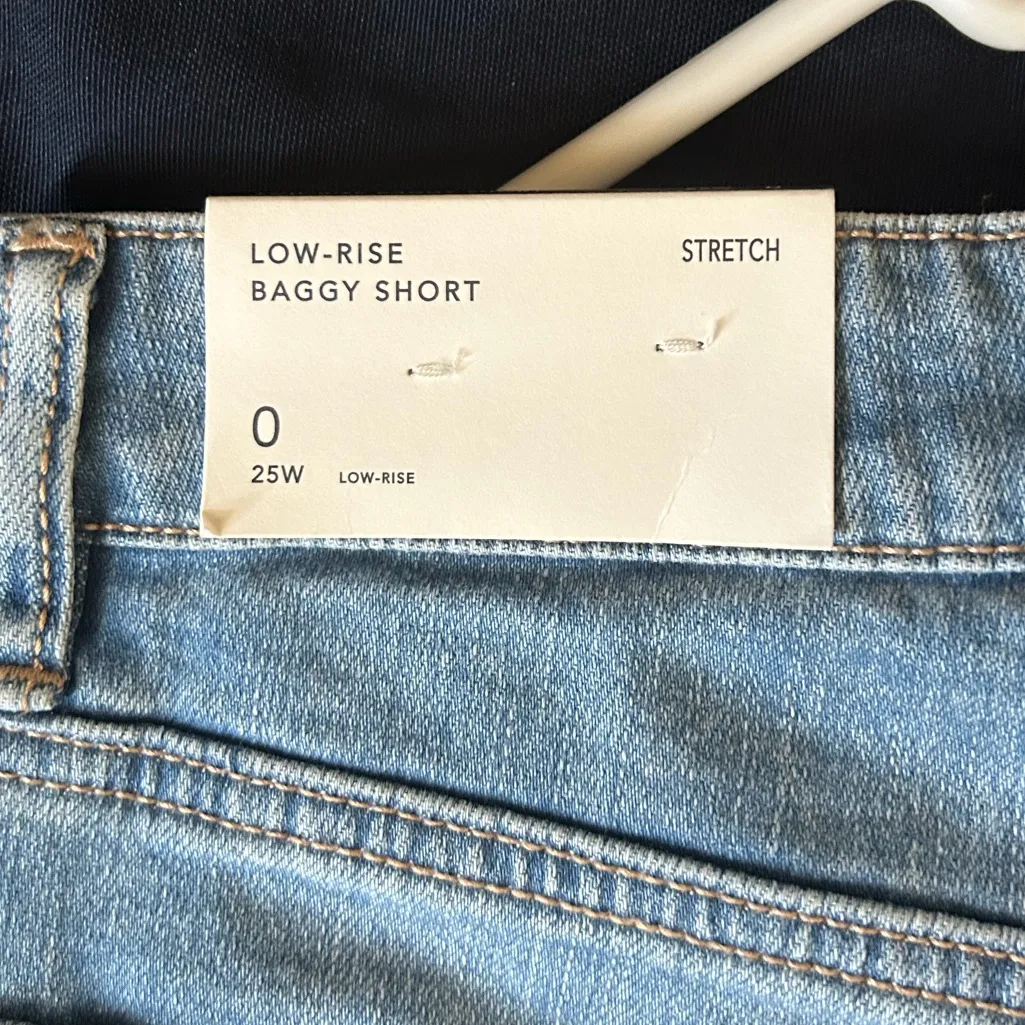 LOW-RISE
BAGGY SHORT
STRETCH
0
25W LOW-RISE